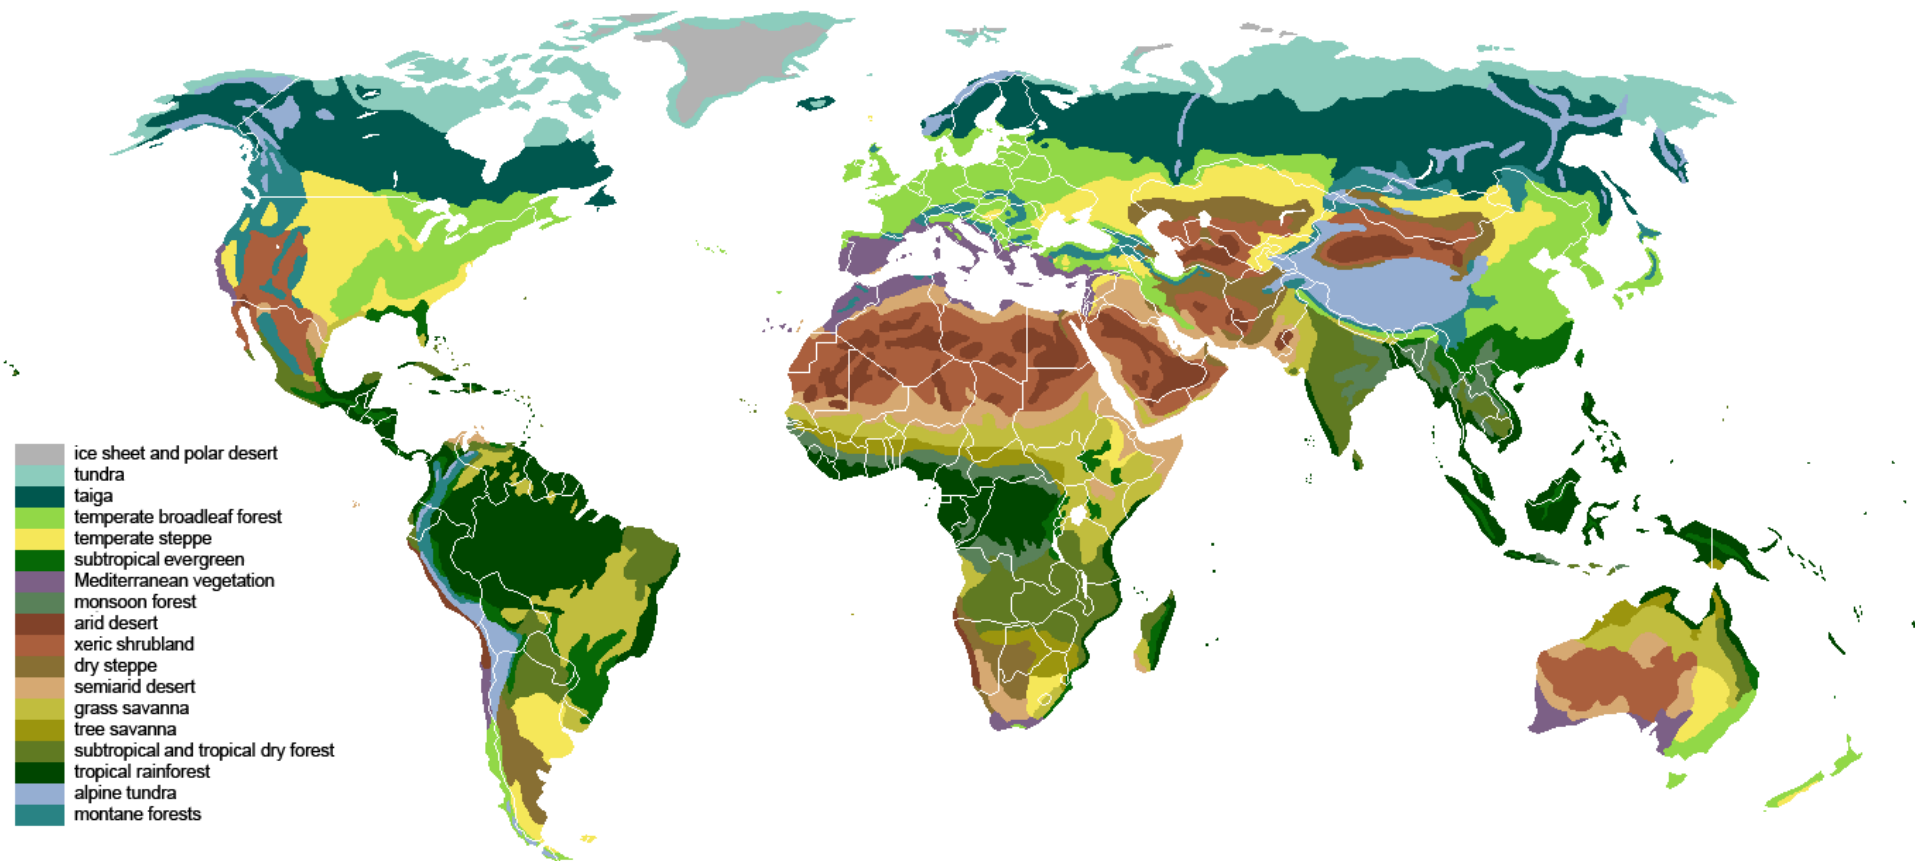 ice sheet and polar desert
tundra
taiga
temperate broadleaf forest
temperate steppe
subtropical evergreen
Mediterranean vegetation
monsoon forest
arid desert
xeric shrubland
dry steppe
semiarid desert
grass savanna
tree savanna
subtropical and tropical dry forest
tropical rainforest
alpine tundra
montane forests